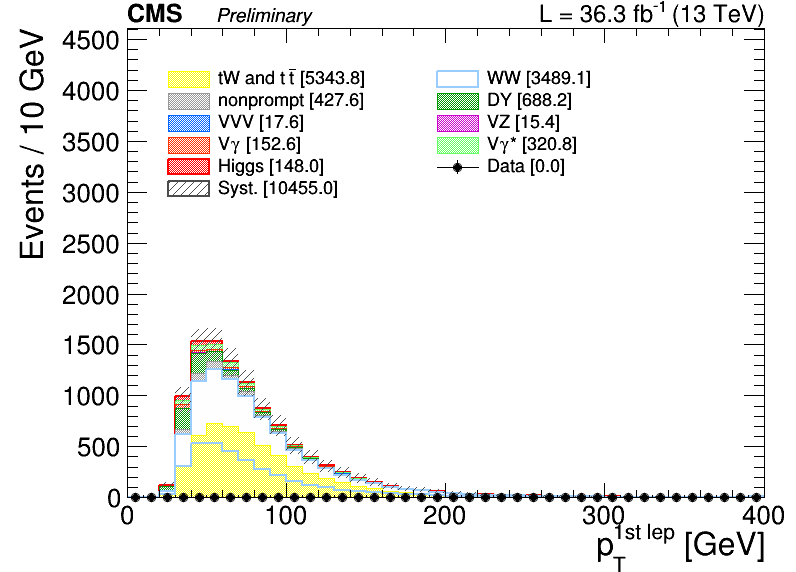 CMS Preliminary L = 36.3 fb⁻¹ (13 TeV)
Events / 10 GeV
4500
4000
3500
3000
2500
2000
1500
1000
500
0
tW and tt̅ [5343.8]
WW [3489.1]
nonprompt [427.6]
DY [688.2]
VVV [17.6]
VZ [15.4]
Vγ [152.6]
Vγ* [320.8]
Higgs [148.0]
Data [0.0]
Syst. [10455.0]
0 100 200 300 400
p_T^1st lep [GeV]